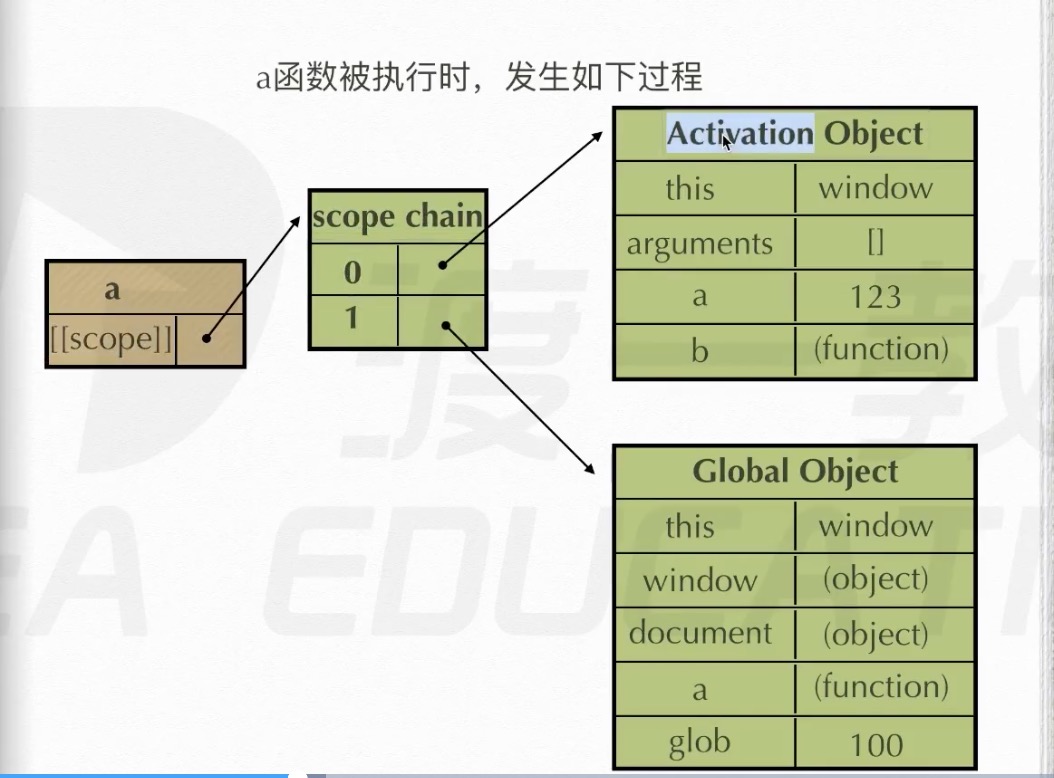 a函数被执行时，发生如下过程
Activation Object
this window
arguments []
a 123
b (function)
scope chain
0
1
a
[[scope]]
Global Object
this window
window (object)
document (object)
a (function)
glob 100
渡一教
EA EDUCATI